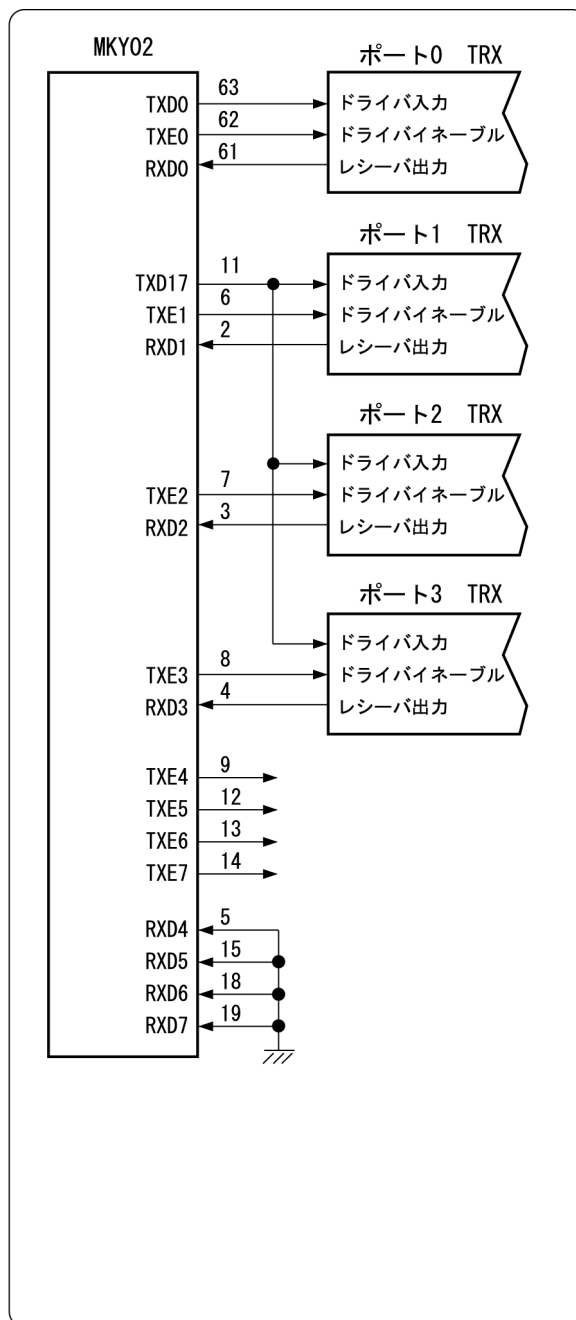 MKY02
ポート0 TRX
TXD0 63 ドライバ入力
TXE0 62 ドライバイネーブル
RXD0 61 レシーバ出力
ポート1 TRX
TXD17 11 ドライバ入力
TXE1 6 ドライバイネーブル
RXD1 2 レシーバ出力
ポート2 TRX
ドライバ入力
TXE2 7 ドライバイネーブル
RXD2 3 レシーバ出力
ポート3 TRX
ドライバ入力
TXE3 8 ドライバイネーブル
RXD3 4 レシーバ出力
TXE4 9
TXE5 12
TXE6 13
TXE7 14
RXD4 5
RXD5 15
RXD6 18
RXD7 19